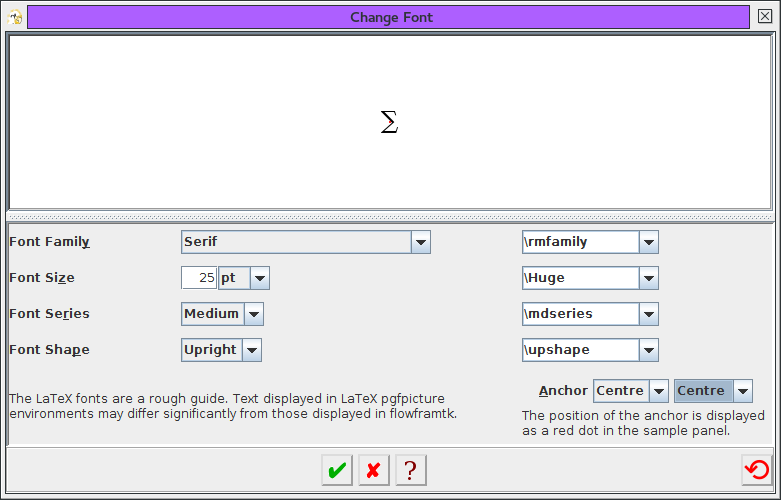 Change Font
∑
Font Family Serif \rmfamily
Font Size 25 pt \Huge
Font Series Medium \mdseries
Font Shape Upright \upshape
Anchor Centre Centre
The LaTeX fonts are a rough guide. Text displayed in LaTeX pgfpicture
environments may differ significantly from those displayed in flowframtk.
The position of the anchor is displayed
as a red dot in the sample panel.
?